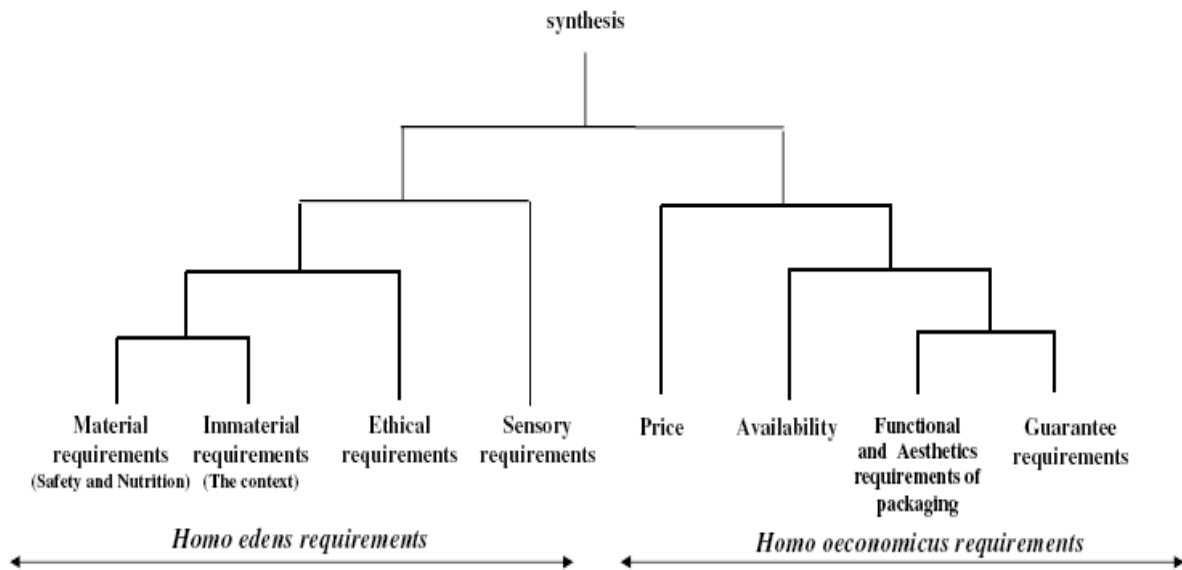 synthesis
Material
requirements
(Safety and Nutrition)
Immaterial
requirements
(The context)
Ethical
requirements
Sensory
requirements
Price
Availability
Functional
and Aesthetics
requirements of
packaging
Guarantee
requirements
Homo edens requirements
Homo oeconomicus requirements